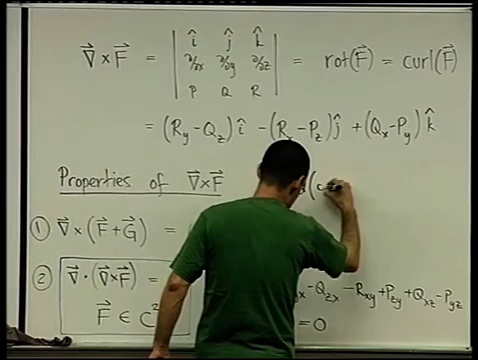 ∇⃗ × F⃗ = | î ĵ k̂ | = rot(F⃗) = curl(F⃗)
| ∂/∂x ∂/∂y ∂/∂z |
| P Q R |
= (R_y - Q_z) î - (R_x - P_z) ĵ + (Q_x - P_y) k̂
Properties of ∇⃗×F⃗
① ∇⃗ × (F⃗ + G⃗) =
② ∇⃗ · (∇⃗×F⃗) =
- Q_zx - R_xy + P_zy + Q_xz - P_yz
F⃗ ∈ C² = 0